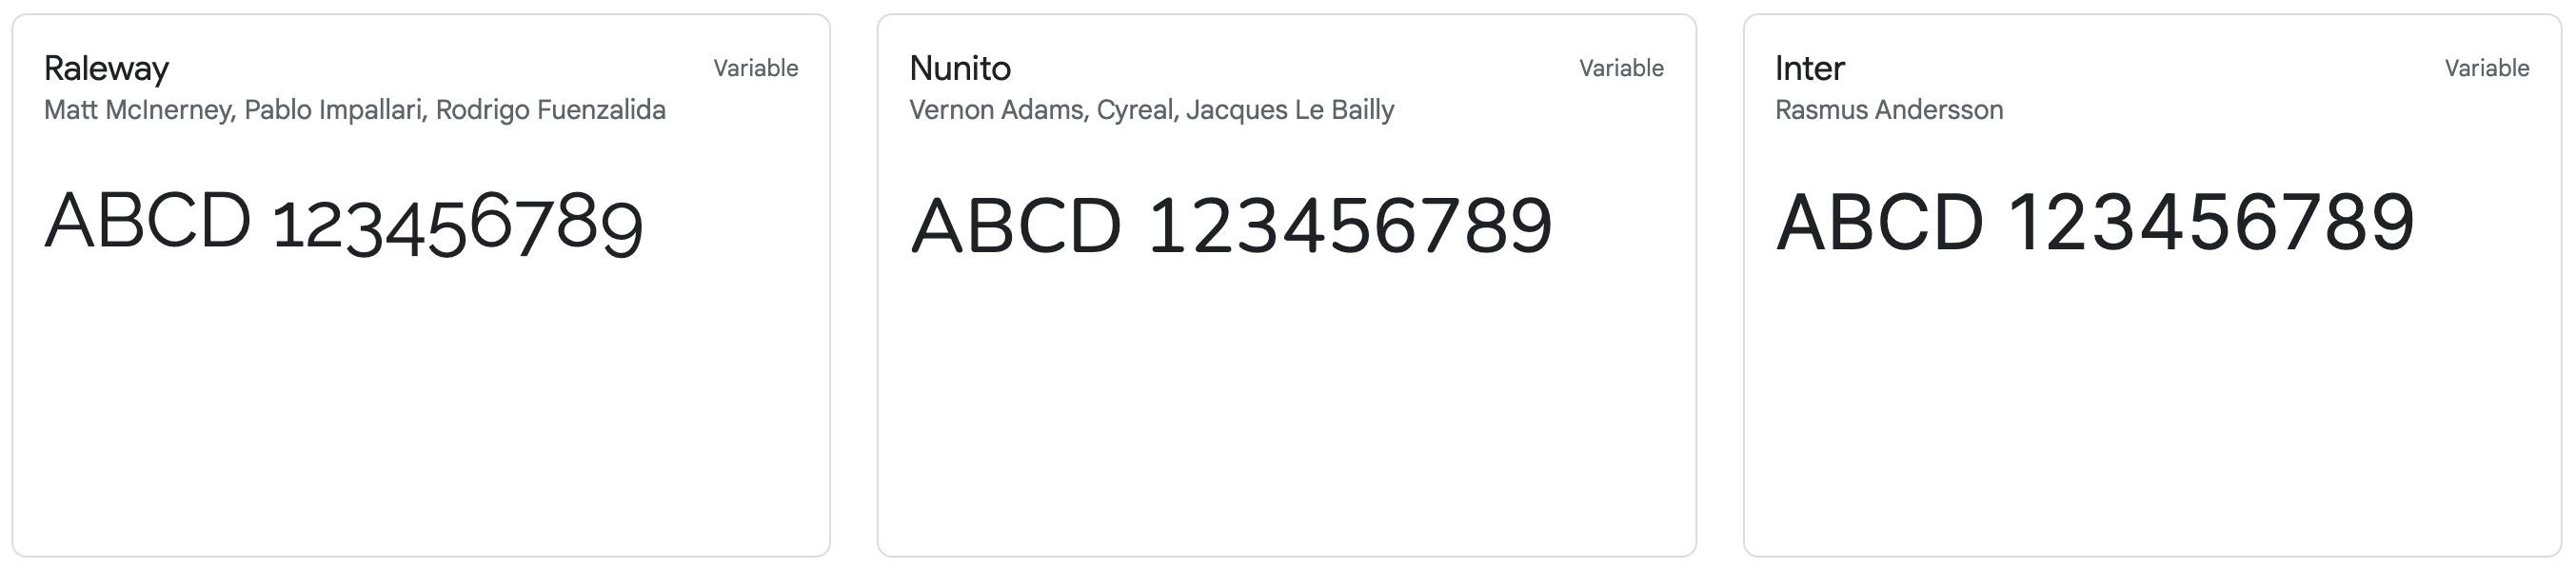 Raleway
Variable
Matt McInerney, Pablo Impallari, Rodrigo Fuenzalida
ABCD 123456789
Nunito
Variable
Vernon Adams, Cyreal, Jacques Le Bailly
ABCD 123456789
Inter
Variable
Rasmus Andersson
ABCD 123456789